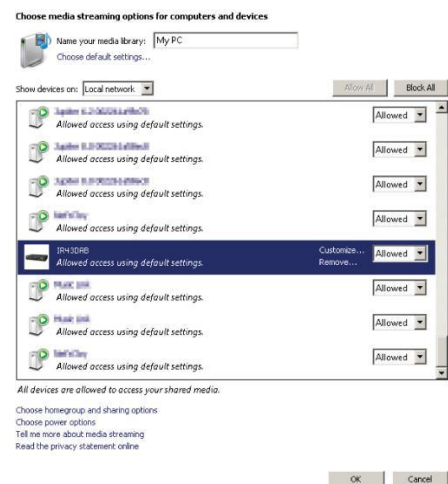 Choose media streaming options for computers and devices
Name your media library: My PC
Choose default settings...
Show devices on: Local network
Allow All
Block All
Allowed
Allowed access using default settings.
Allowed
Allowed access using default settings.
Allowed
Allowed access using default settings.
Allowed
Allowed access using default settings.
IR43DAB Customize... Allowed
Allowed access using default settings. Remove...
Allowed
Allowed access using default settings.
Allowed
Allowed access using default settings.
Allowed
Allowed access using default settings.
All devices are allowed to access your shared media.
Choose homegroup and sharing options
Choose power options
Tell me more about media streaming
Read the privacy statement online
OK Cancel